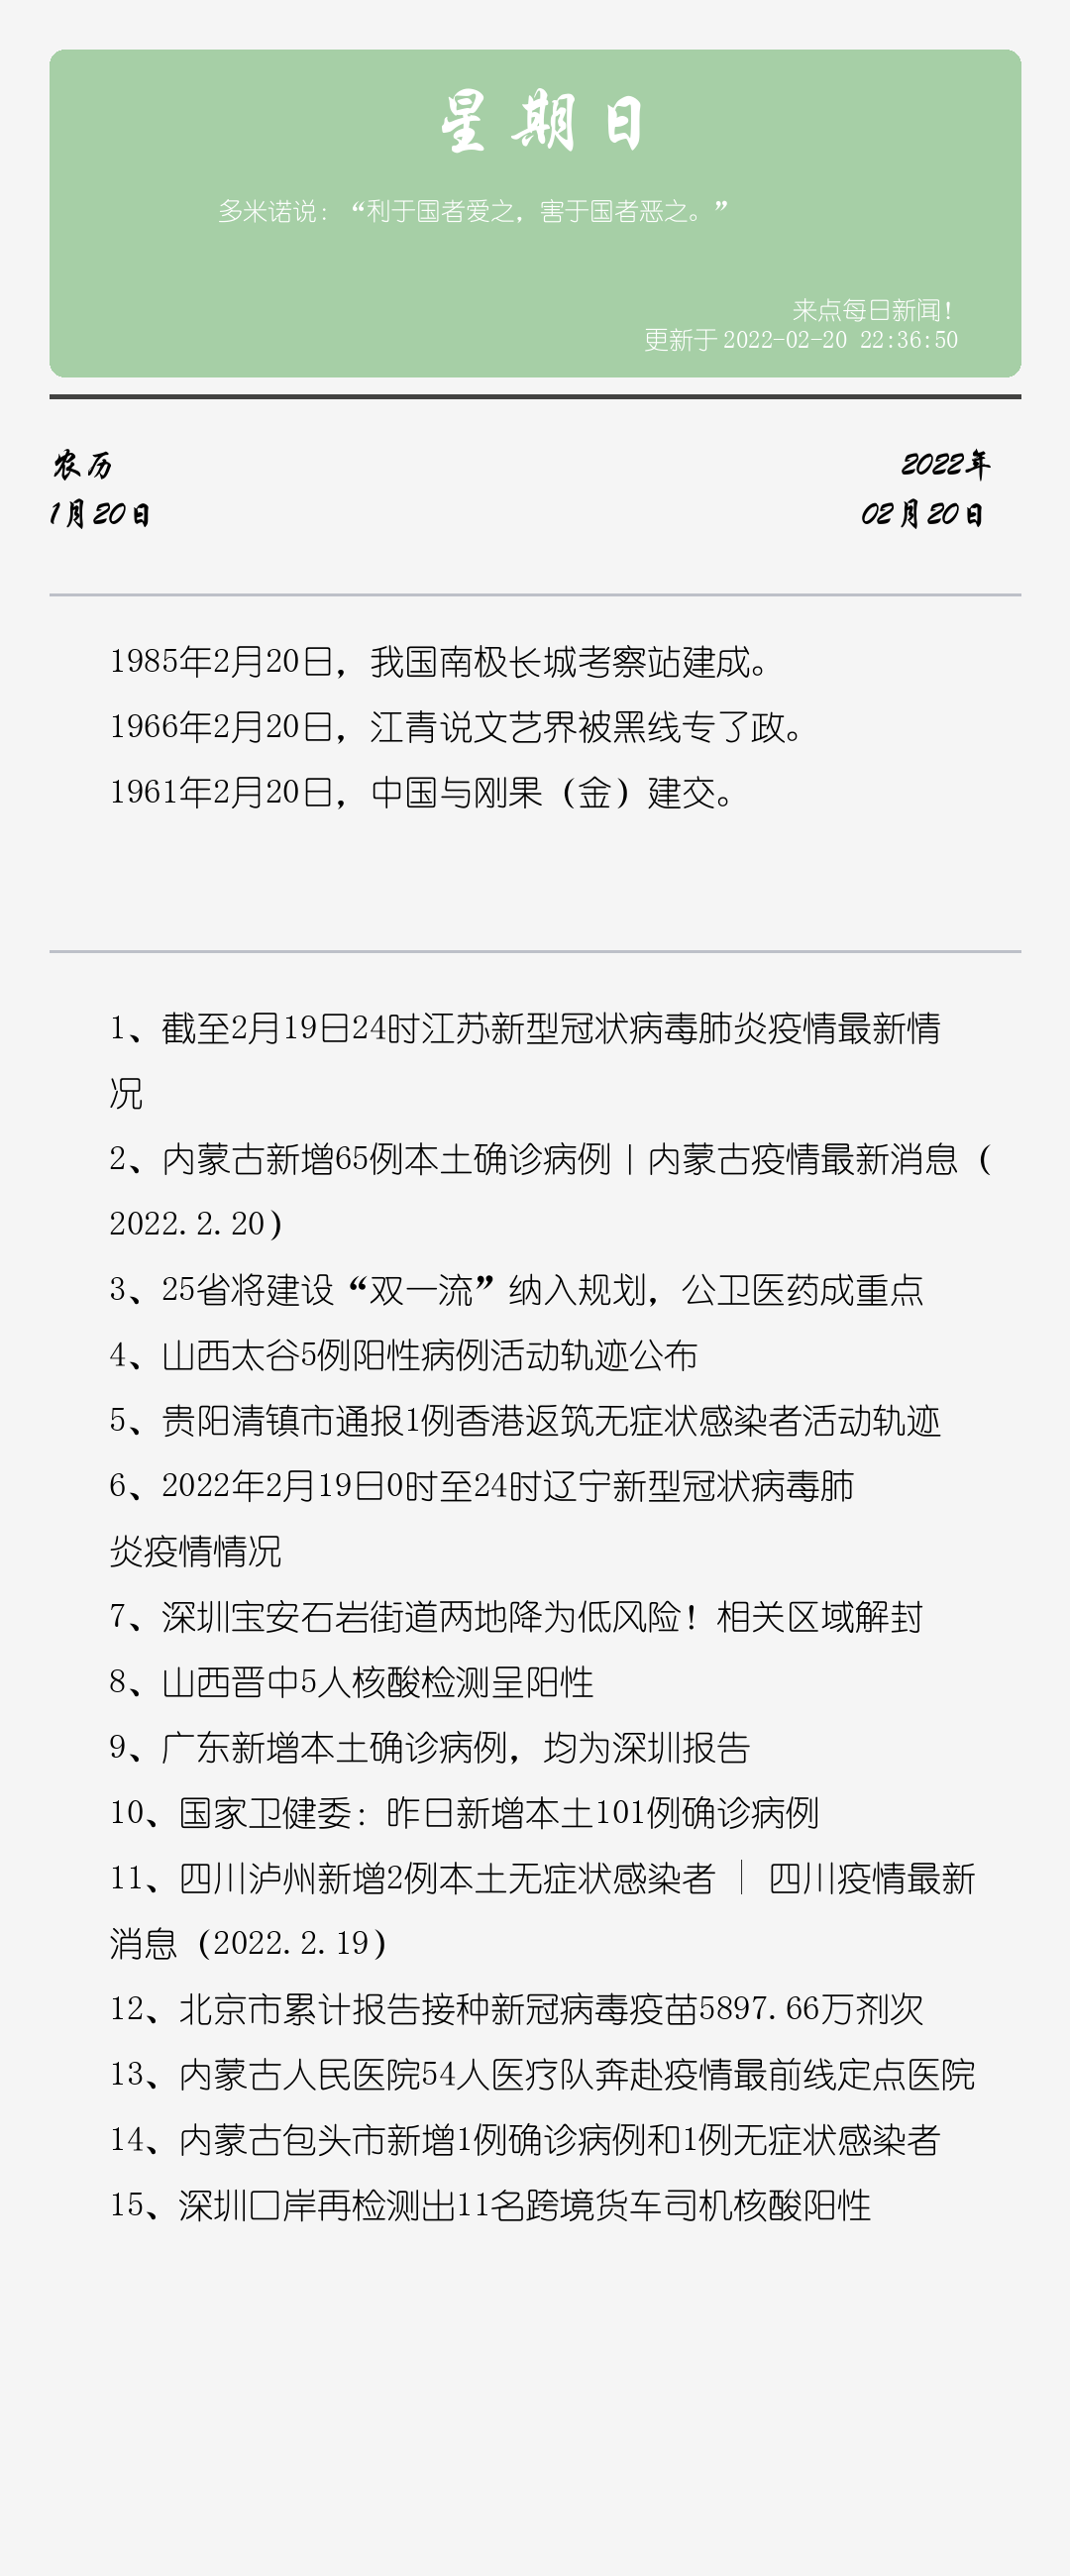 星期日
多米诺说：“利于国者爱之，害于国者恶之。”
来点每日新闻！
更新于 2022-02-20 22:36:50
农历
1月20日
2022年
02月20日
1985年2月20日，我国南极长城考察站建成。
1966年2月20日，江青说文艺界被黑线专了政。
1961年2月20日，中国与刚果（金）建交。
1、截至2月19日24时江苏新型冠状病毒肺炎疫情最新情
况
2、内蒙古新增65例本土确诊病例丨内蒙古疫情最新消息（
2022.2.20）
3、25省将建设“双一流”纳入规划，公卫医药成重点
4、山西太谷5例阳性病例活动轨迹公布
5、贵阳清镇市通报1例香港返筑无症状感染者活动轨迹
6、2022年2月19日0时至24时辽宁新型冠状病毒肺
炎疫情情况
7、深圳宝安石岩街道两地降为低风险！相关区域解封
8、山西晋中5人核酸检测呈阳性
9、广东新增本土确诊病例，均为深圳报告
10、国家卫健委：昨日新增本土101例确诊病例
11、四川泸州新增2例本土无症状感染者 │ 四川疫情最新
消息（2022.2.19）
12、北京市累计报告接种新冠病毒疫苗5897.66万剂次
13、内蒙古人民医院54人医疗队奔赴疫情最前线定点医院
14、内蒙古包头市新增1例确诊病例和1例无症状感染者
15、深圳口岸再检测出11名跨境货车司机核酸阳性